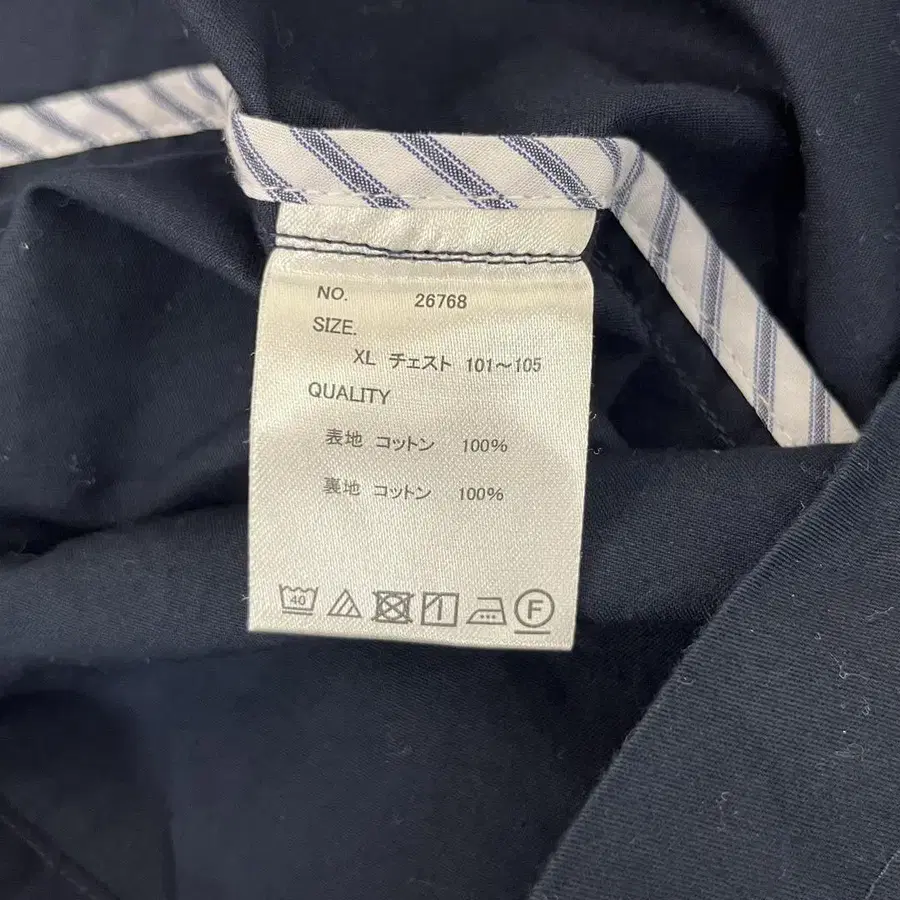 NO. 26768
SIZE.
XL チェスト 101～105
QUALITY
表地 コットン 100%
裏地 コットン 100%
40 F